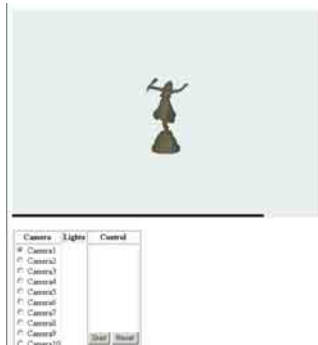 Camera Lights Control
Camera1
Camera2
Camera3
Camera4
Camera5
Camera6
Camera7
Camera8
Camera9
Camera10
Start Reset